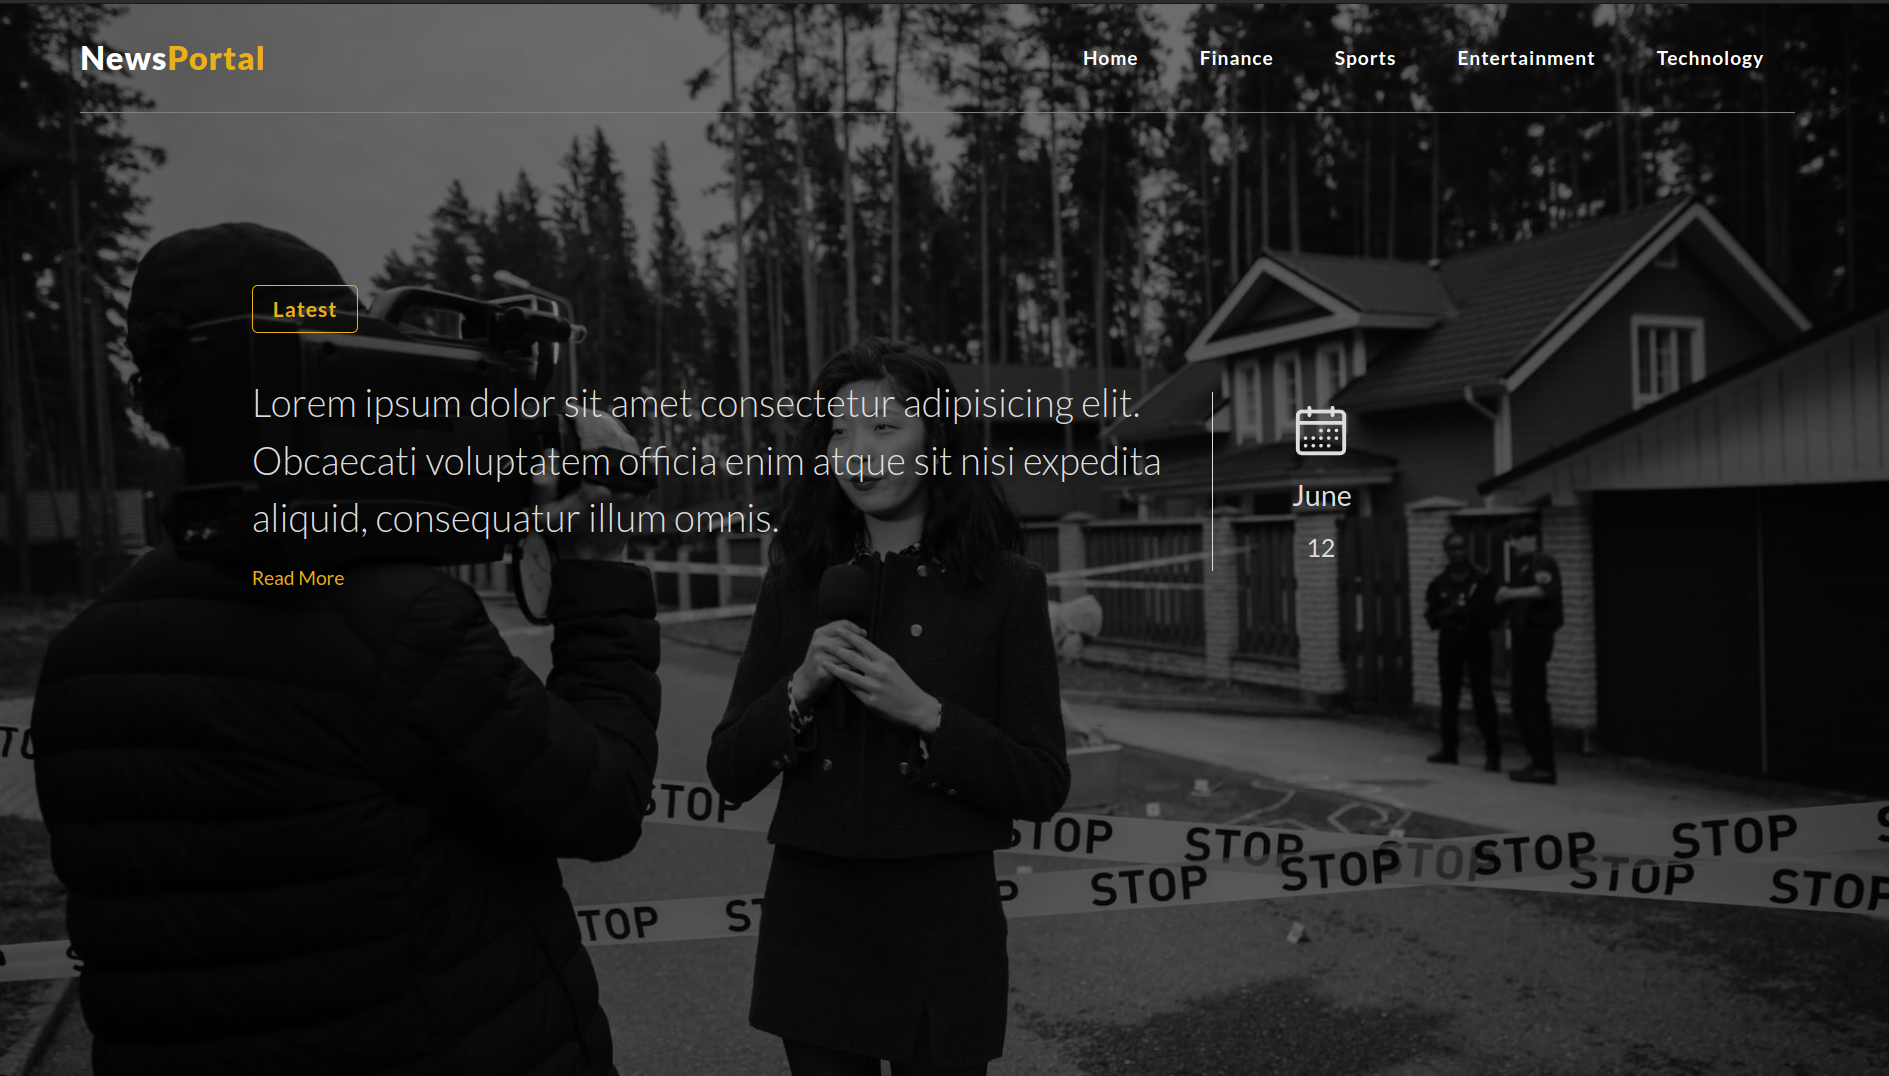 NewsPortal
Home Finance Sports Entertainment Technology
Latest
Lorem ipsum dolor sit amet consectetur adipisicing elit.
Obcaecati voluptatem officia enim atque sit nisi expedita
aliquid, consequatur illum omnis.
June
12
Read More
STOP
STOP STOP STOP STOP
STOP STOP STOP STOP STOP